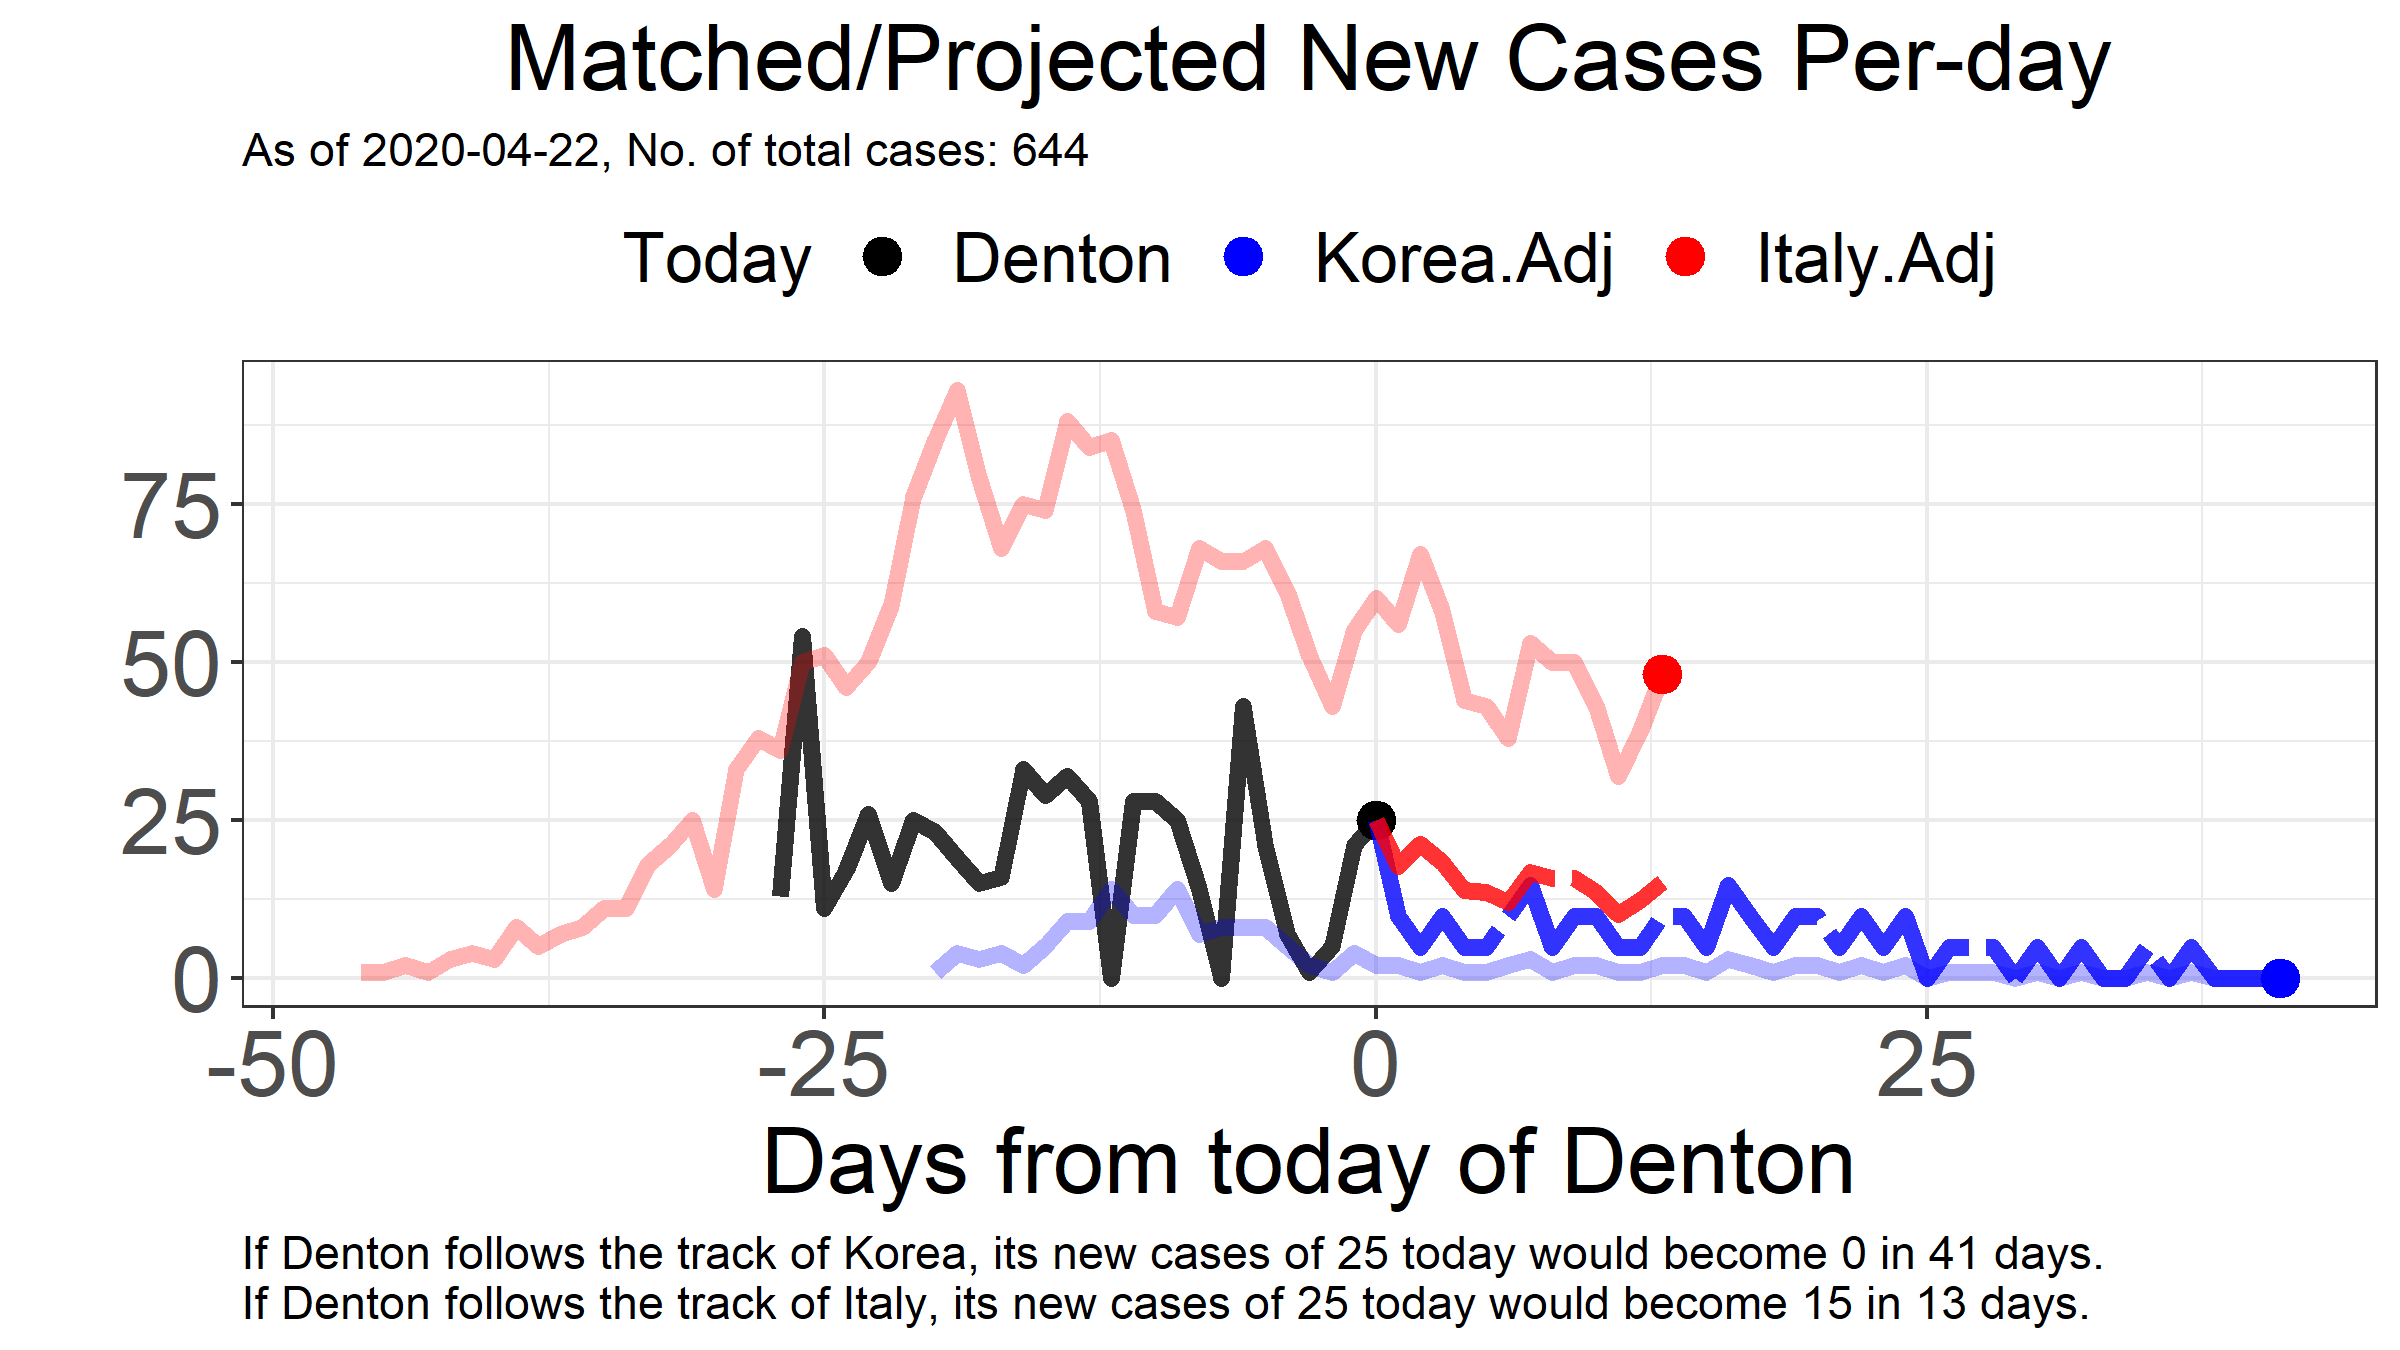 Matched/Projected New Cases Per-day
As of 2020-04-22, No. of total cases: 644
Today Denton Korea.Adj Italy.Adj
75
50
25
0
-50 -25 0 25
Days from today of Denton
If Denton follows the track of Korea, its new cases of 25 today would become 0 in 41 days.
If Denton follows the track of Italy, its new cases of 25 today would become 15 in 13 days.